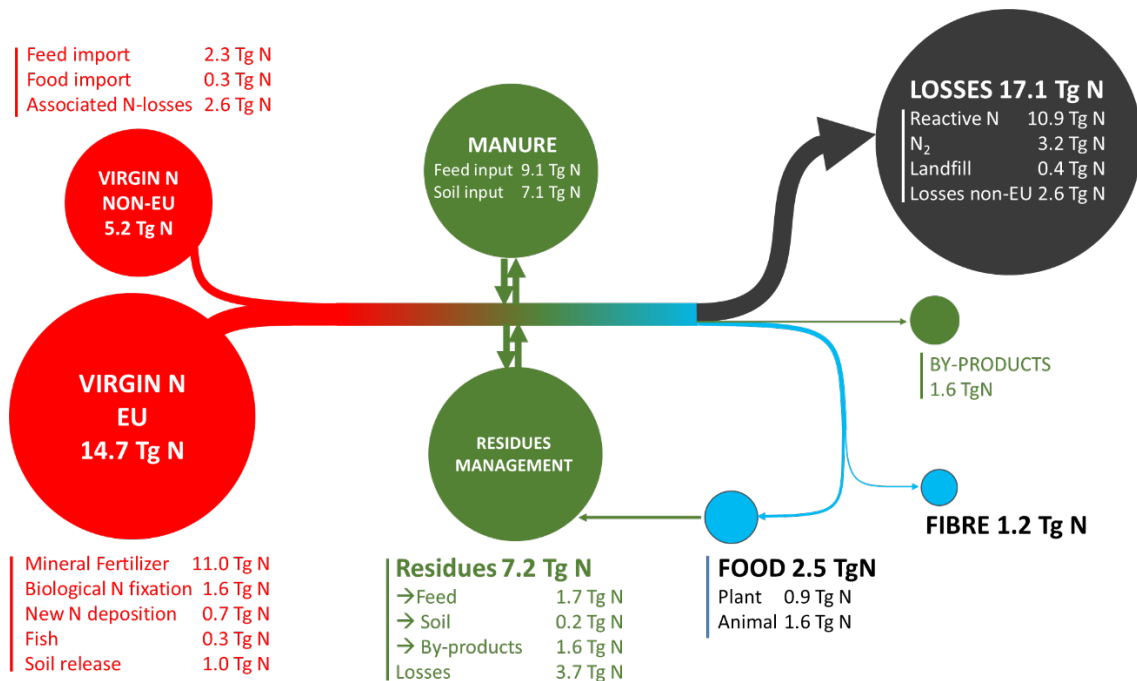 Feed import 2.3 Tg N
Food import 0.3 Tg N
Associated N-losses 2.6 Tg N
VIRGIN N
NON-EU
5.2 Tg N
MANURE
Feed input 9.1 Tg N
Soil input 7.1 Tg N
LOSSES 17.1 Tg N
Reactive N 10.9 Tg N
N₂ 3.2 Tg N
Landfill 0.4 Tg N
Losses non-EU 2.6 Tg N
VIRGIN N
EU
14.7 Tg N
BY-PRODUCTS
1.6 TgN
RESIDUES
MANAGEMENT
FIBRE 1.2 Tg N
Mineral Fertilizer 11.0 Tg N
Biological N fixation 1.6 Tg N
New N deposition 0.7 Tg N
Fish 0.3 Tg N
Soil release 1.0 Tg N
Residues 7.2 Tg N
→Feed 1.7 Tg N
→ Soil 0.2 Tg N
→ By-products 1.6 Tg N
Losses 3.7 Tg N
FOOD 2.5 TgN
Plant 0.9 Tg N
Animal 1.6 Tg N